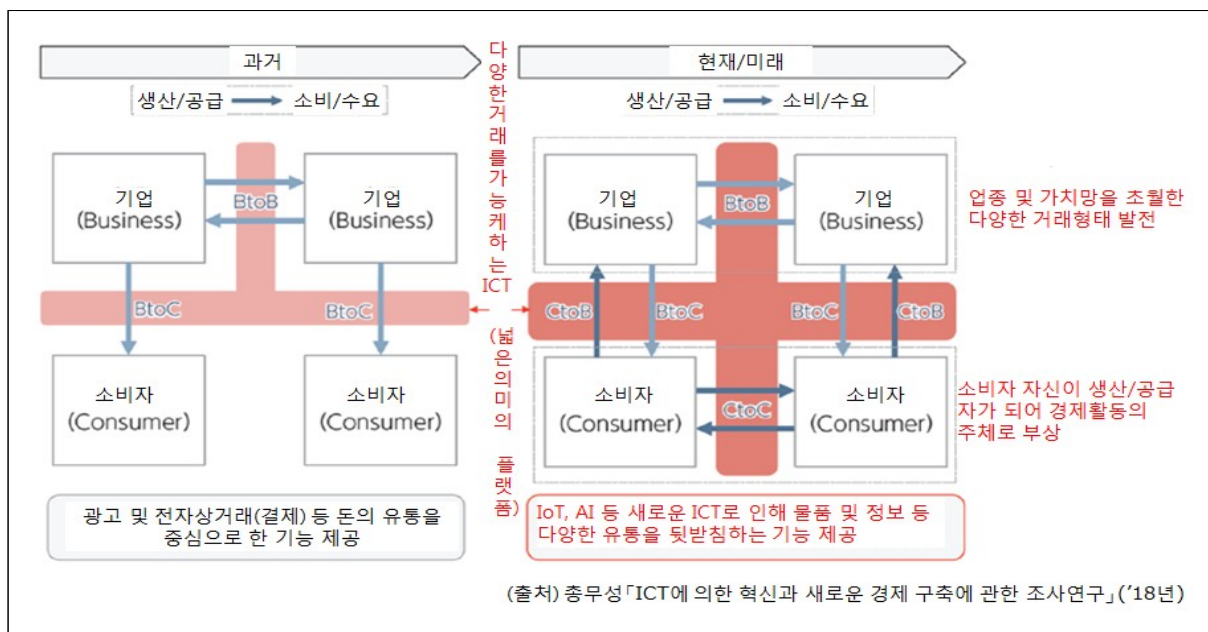 과거
생산/공급 소비/수요
기업
(Business)
BtoB
기업
(Business)
BtoC
BtoC
소비자
(Consumer)
소비자
(Consumer)
광고 및 전자상거래(결제) 등 돈의 유통을
중심으로 한 기능 제공
다양한거래를가능케하는
ICT
(넓은의미의 플랫폼)
현재/미래
생산/공급 소비/수요
기업
(Business)
BtoB
기업
(Business)
업종 및 가치망을 초월한
다양한 거래형태 발전
CtoB
BtoC
BtoC
CtoB
소비자
(Consumer)
CtoC
소비자
(Consumer)
소비자 자신이 생산/공급
자가 되어 경제활동의
주체로 부상
IoT, AI 등 새로운 ICT로 인해 물품 및 정보 등
다양한 유통을 뒷받침하는 기능 제공
(출처) 총무성「ICT에 의한 혁신과 새로운 경제 구축에 관한 조사연구」(’18년)